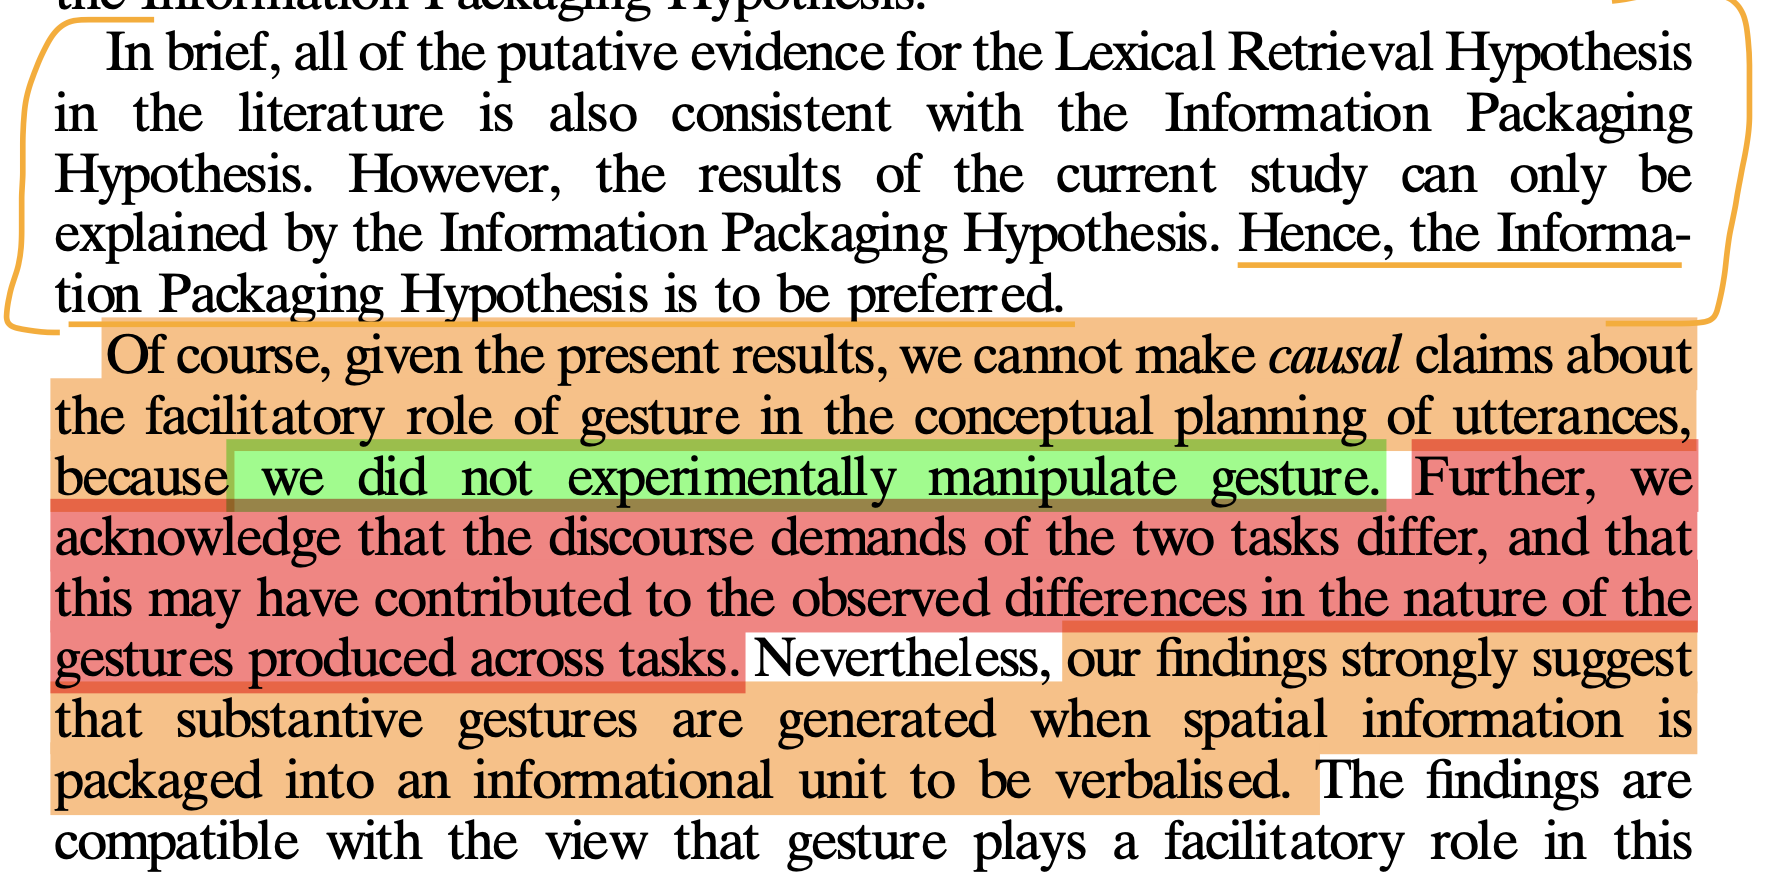 the Information Packaging Hypothesis.
In brief, all of the putative evidence for the Lexical Retrieval Hypothesis
in the literature is also consistent with the Information Packaging
Hypothesis. However, the results of the current study can only be
explained by the Information Packaging Hypothesis. Hence, the Informa-
tion Packaging Hypothesis is to be preferred.
Of course, given the present results, we cannot make causal claims about
the facilitatory role of gesture in the conceptual planning of utterances,
because we did not experimentally manipulate gesture. Further, we
acknowledge that the discourse demands of the two tasks differ, and that
this may have contributed to the observed differences in the nature of the
gestures produced across tasks. Nevertheless, our findings strongly suggest
that substantive gestures are generated when spatial information is
packaged into an informational unit to be verbalised. The findings are
compatible with the view that gesture plays a facilitatory role in this